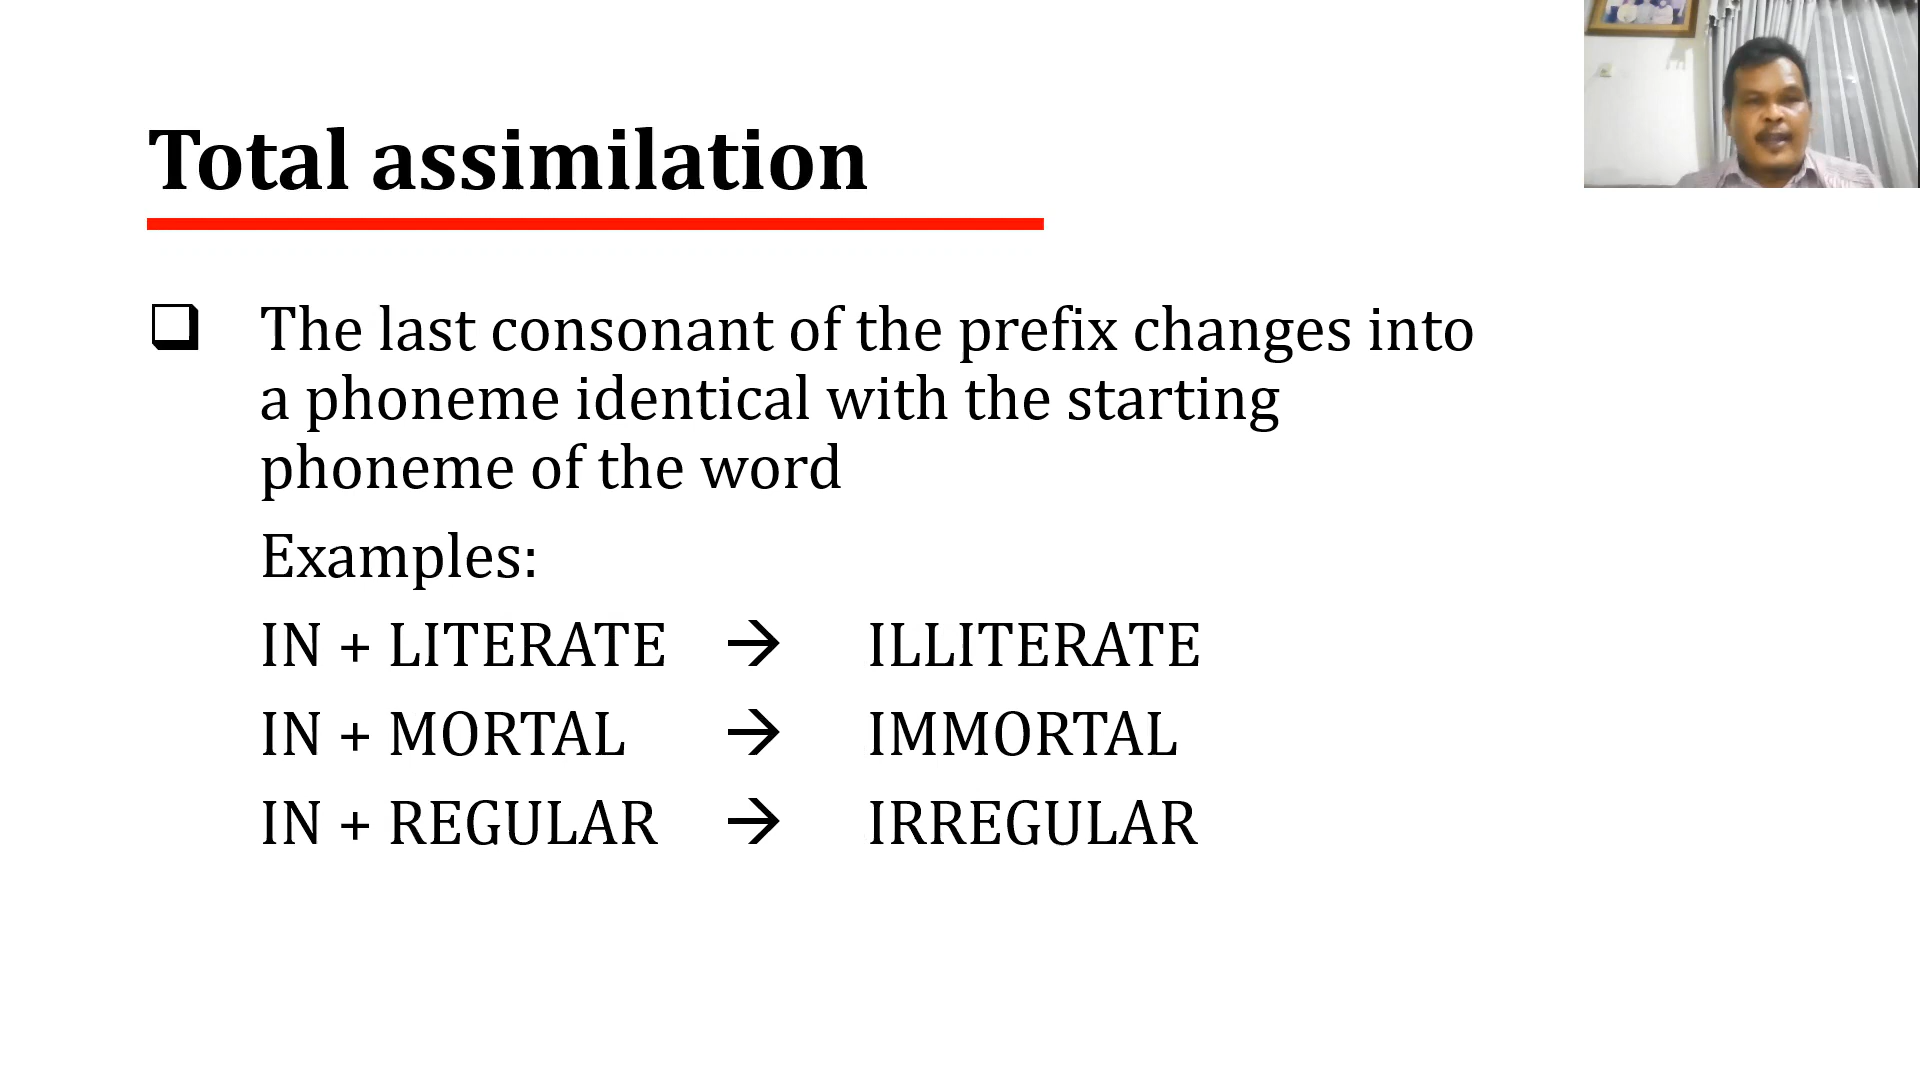 Total assimilation
❑ The last consonant of the prefix changes into
a phoneme identical with the starting
phoneme of the word
Examples:
IN + LITERATE → ILLITERATE
IN + MORTAL → IMMORTAL
IN + REGULAR → IRREGULAR